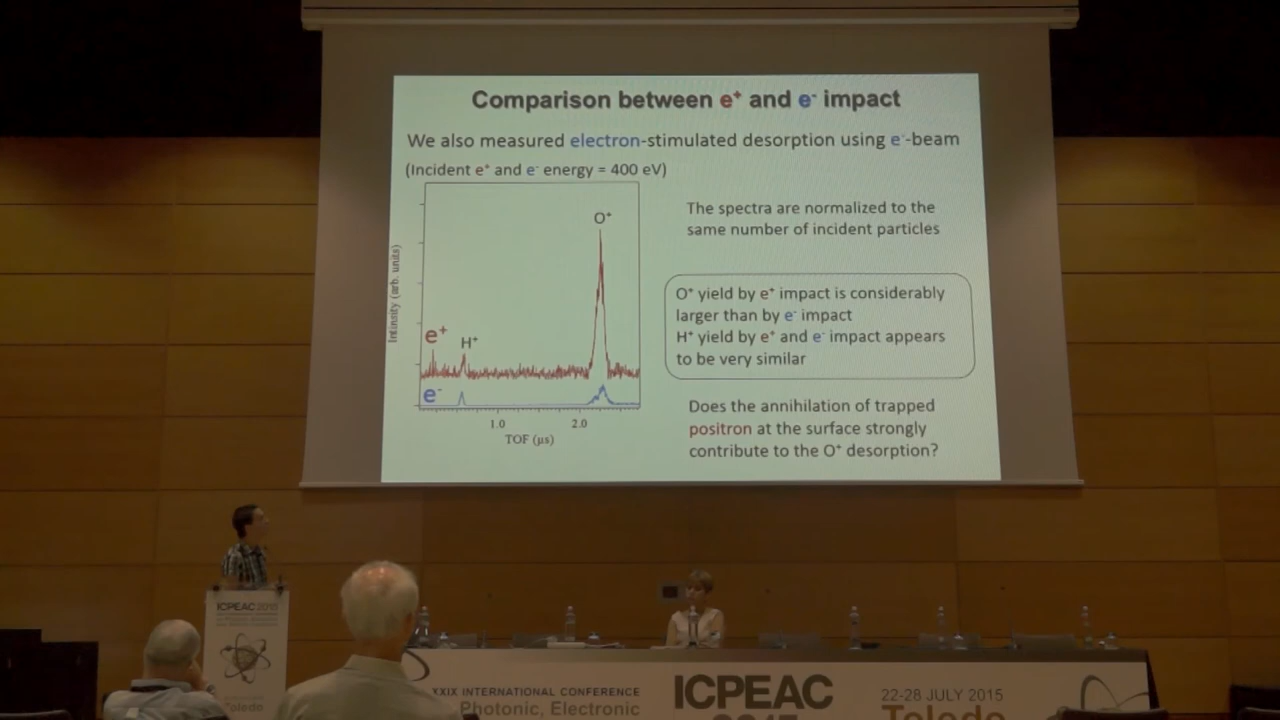 Comparison between e⁺ and e⁻ impact
We also measured electron-stimulated desorption using e⁻-beam
(Incident e⁺ and e⁻ energy = 400 eV)
The spectra are normalized to the
same number of incident particles
O⁺ yield by e⁺ impact is considerably
larger than by e⁻ impact
H⁺ yield by e⁺ and e⁻ impact appears
to be very similar
Does the annihilation of trapped
positron at the surface strongly
contribute to the O⁺ desorption?
Intinsity (arb. units)
O⁺
e⁺
H⁺
e⁻
1.0
2.0
TOF (µs)
ICPEAC 2015
Toledo
XXIX INTERNATIONAL CONFERENCE
Photonic, Electronic
ICPEAC
2015
22-28 JULY 2015
Toledo